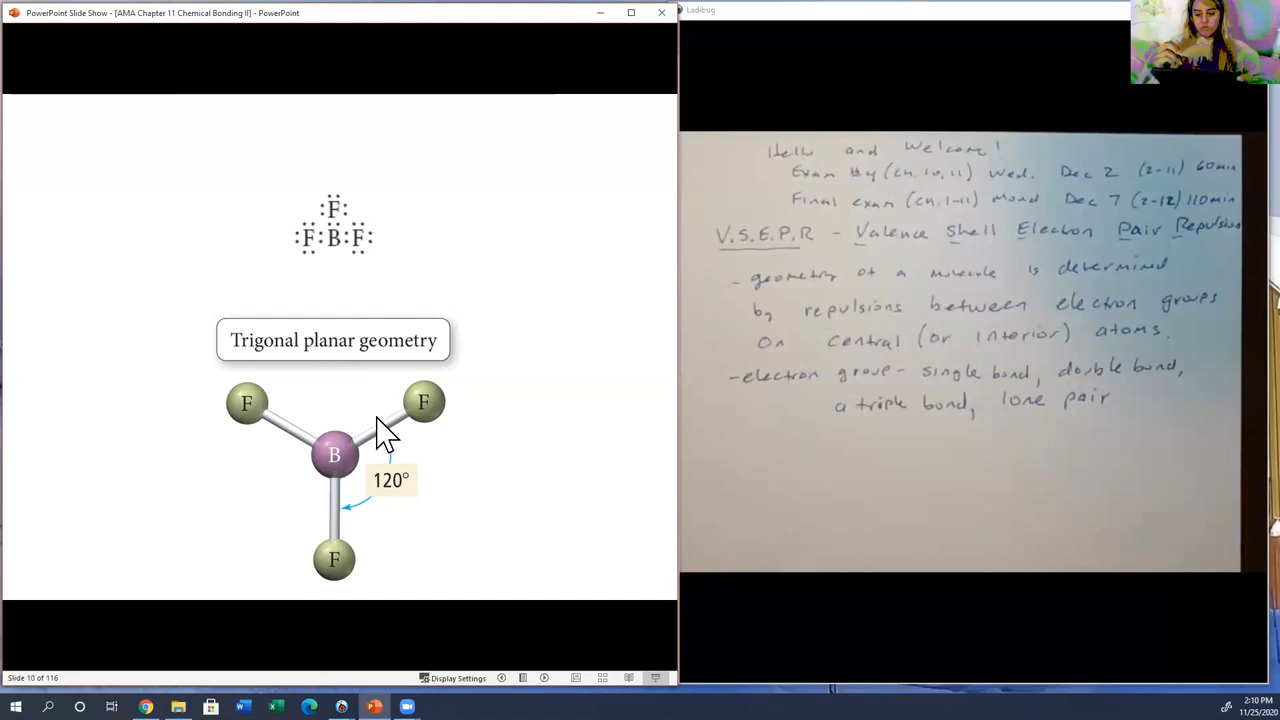 PowerPoint Slide Show - [AMA Chapter 11 Chemical Bonding II] - PowerPoint
:F:
:F:B:F:
Trigonal planar geometry
F
F
B
120°
F
Slide 10 of 116
Display Settings
Ladibug
Hello and Welcome!
Exam #4 (Ch. 10, 11) Wed. Dec 2 (2-11) 60min
Final exam (Ch. 1-11) Mond Dec 7 (2-12) 110min
V.S.E.P.R - Valence Shell Electron Pair Repulsion
- geometry of a molecule is determined
by repulsions between electron groups
on central (or interior) atoms.
- electron group - single bond, double bond,
a triple bond, lone pair
2:10 PM
11/25/2020